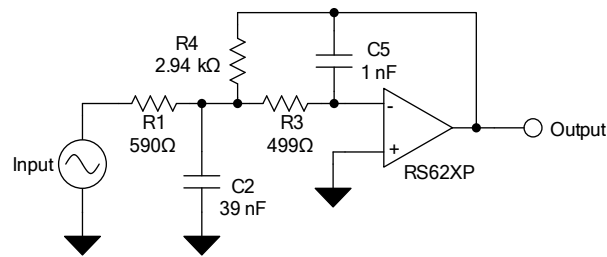 R4
2.94 kΩ
C5
1 nF
R1
590Ω
R3
499Ω
-
+
RS62XP
Output
Input
C2
39 nF